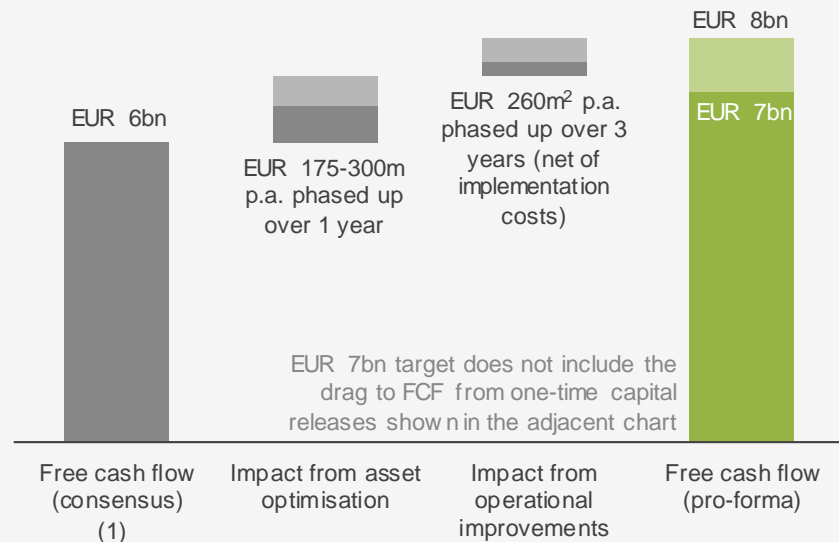 EUR 6bn
EUR 175-300m
p.a. phased up
over 1 year
EUR 260m² p.a.
phased up over 3
years (net of
implementation
costs)
EUR 8bn
EUR 7bn
EUR 7bn target does not include the
drag to FCF from one-time capital
releases shown in the adjacent chart
Free cash flow
(consensus)
(1)
Impact from asset
optimisation
Impact from
operational
improvements
Free cash flow
(pro-forma)